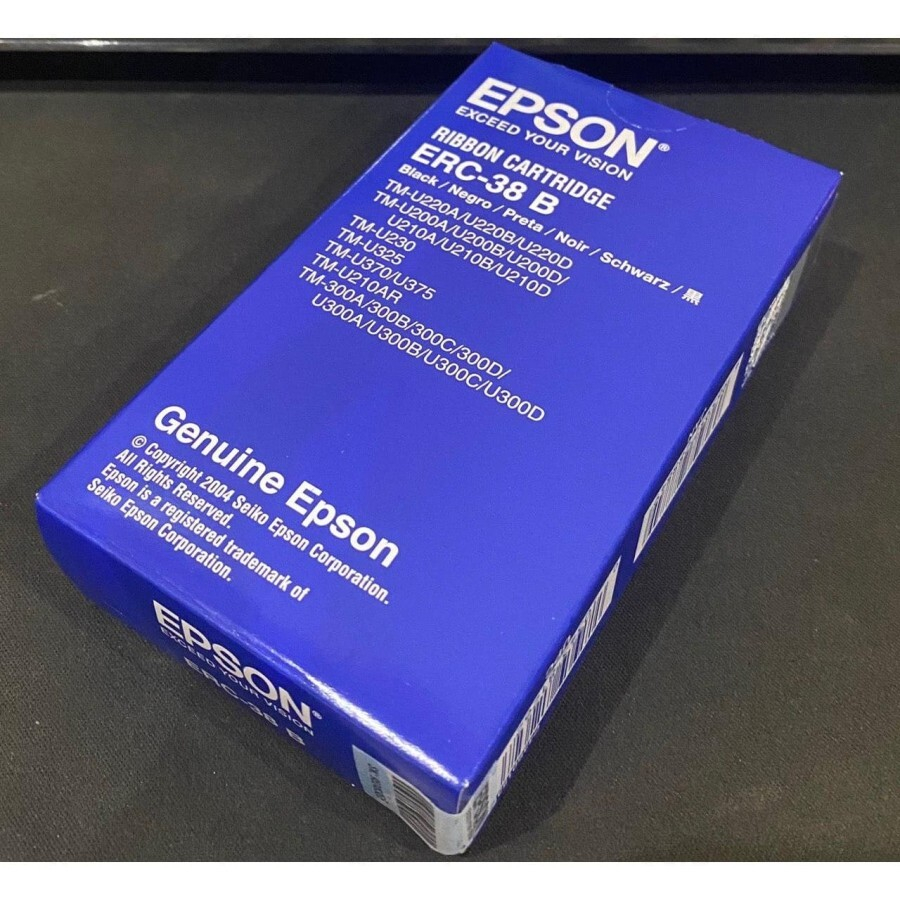 EPSON®
EXCEED YOUR VISION
RIBBON CARTRIDGE
ERC-38 B
Black / Negro / Preta / Noir / Schwarz / 黒
TM-U220A/U220B/U220D
TM-U200A/U200B/U200D/
U210A/U210B/U210D
TM-U230
TM-U325
TM-U370/U375
TM-U210AR
TM-300A/300B/300C/300D/
U300A/U300B/U300C/U300D
Genuine Epson
© Copyright 2004 Seiko Epson Corporation.
All Rights Reserved.
Epson is a registered trademark of
Seiko Epson Corporation.
EPSON®
EXCEED YOUR VISION
ERC-38 B